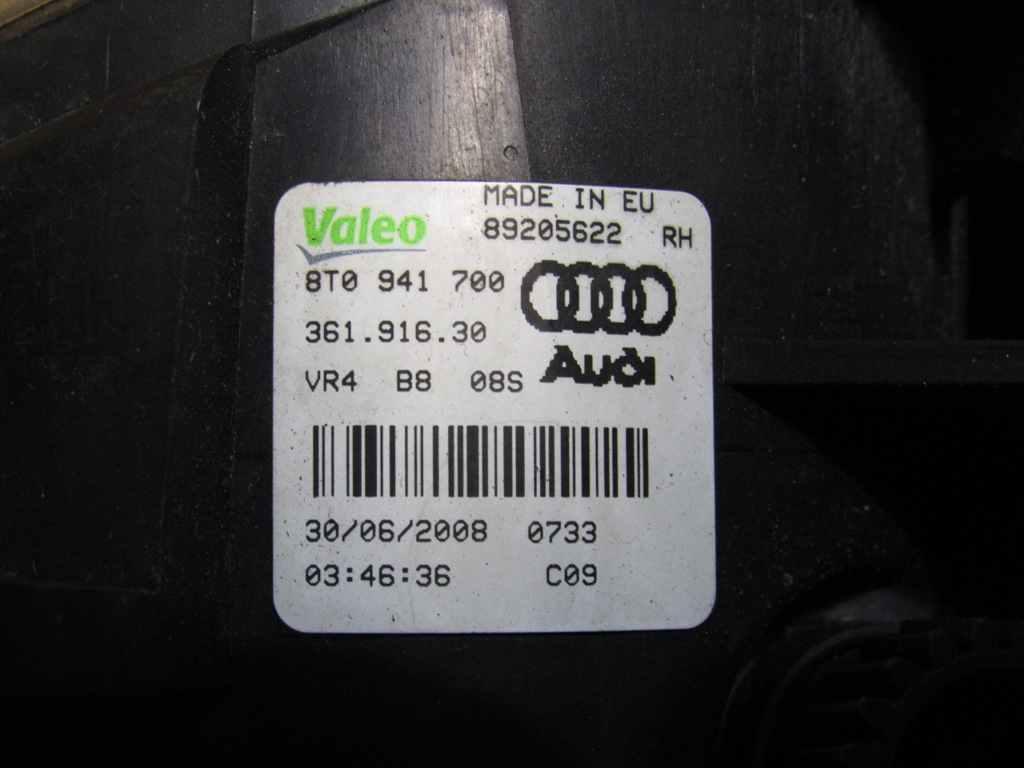 MADE IN EU
Valeo 89205622 RH
8T0 941 700
361.916.30
VR4 B8 08S Audi
30/06/2008 0733
03:46:36 C09